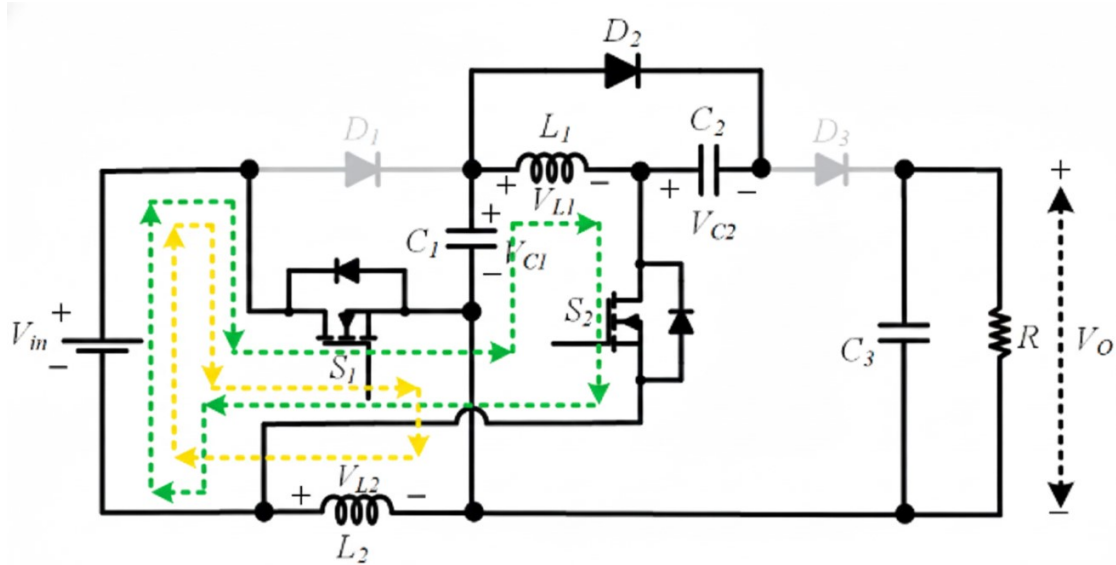 D2
D1
L1
C2
D3
+
VL1
−
+
VC2
−
+
C1
VC1
−
+
VO
−
S2
Vin
+
−
S1
C3
R
+
VL2
−
L2